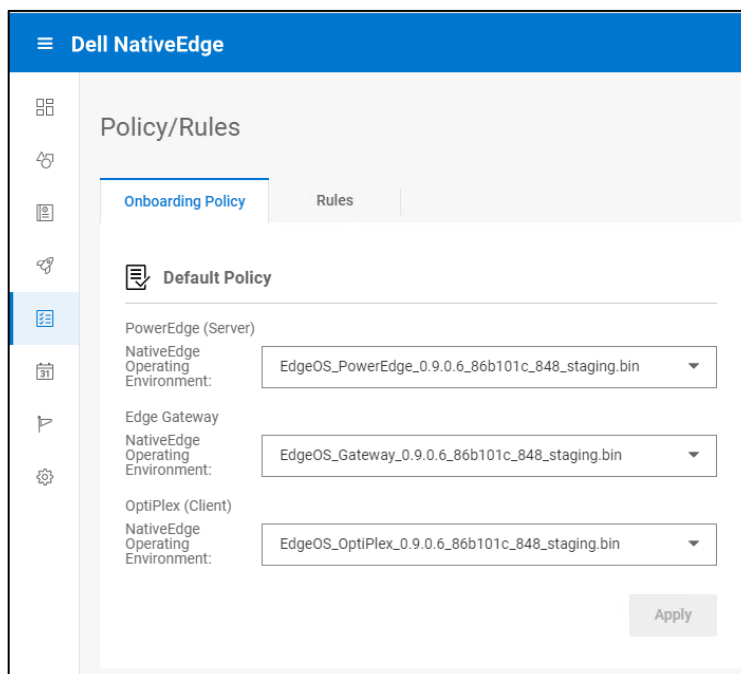 Dell NativeEdge
Policy/Rules
Onboarding Policy
Rules
Default Policy
PowerEdge (Server)
NativeEdge
Operating
Environment:
EdgeOS_PowerEdge_0.9.0.6_86b101c_848_staging.bin
Edge Gateway
NativeEdge
Operating
Environment:
EdgeOS_Gateway_0.9.0.6_86b101c_848_staging.bin
OptiPlex (Client)
NativeEdge
Operating
Environment:
EdgeOS_OptiPlex_0.9.0.6_86b101c_848_staging.bin
31
Apply